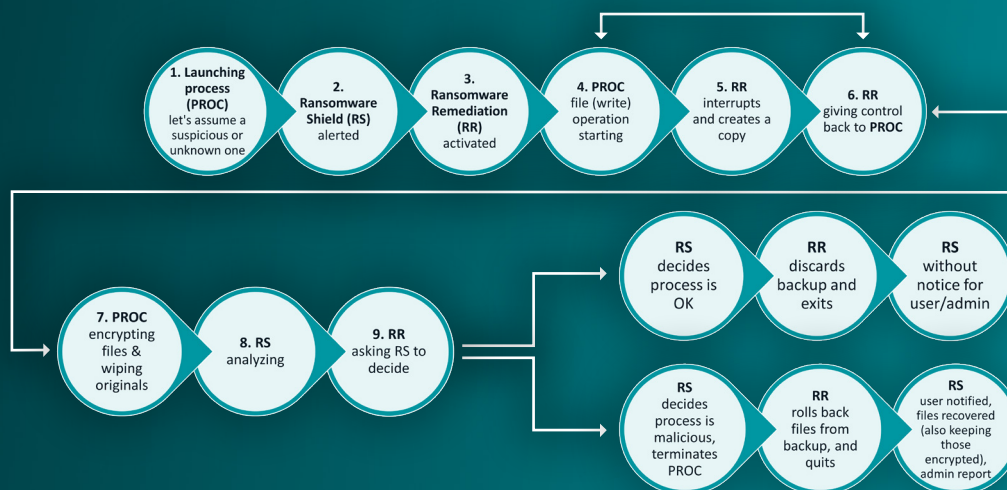 1. Launching
process
(PROC)
let's assume a
suspicious or
unknown one
2.
Ransomware
Shield (RS)
alerted
3.
Ransomware
Remediation
(RR)
activated
4. PROC
file (write)
operation
starting
5. RR
interrupts
and creates a
copy
6. RR
giving control
back to PROC
7. PROC
encrypting
files &
wiping
originals
8. RS
analyzing
9. RR
asking RS to
decide
RS
decides
process is
OK
RR
discards
backup and
exits
RS
without
notice for
user/admin
RS
decides
process is
malicious,
terminates
PROC
RR
rolls back
files from
backup, and
quits
RS
user notified,
files recovered
(also keeping
those
encrypted),
admin report